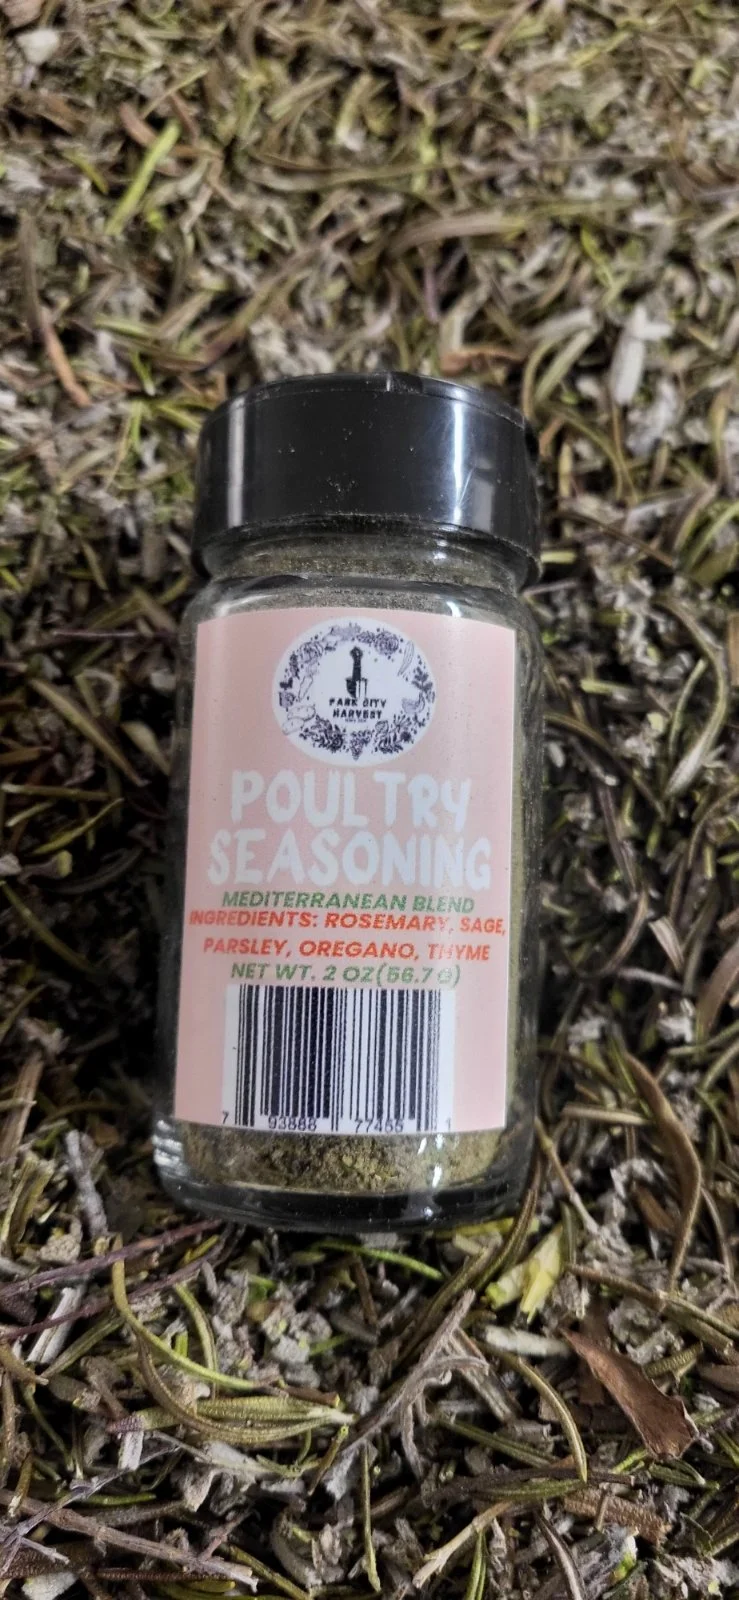 PARK CITY
HARVEST
POULTRY
SEASONING
MEDITERRANEAN BLEND
INGREDIENTS: ROSEMARY, SAGE,
PARSLEY, OREGANO, THYME
NET WT. 2 OZ(56.7 G)
7 93888 77455 1